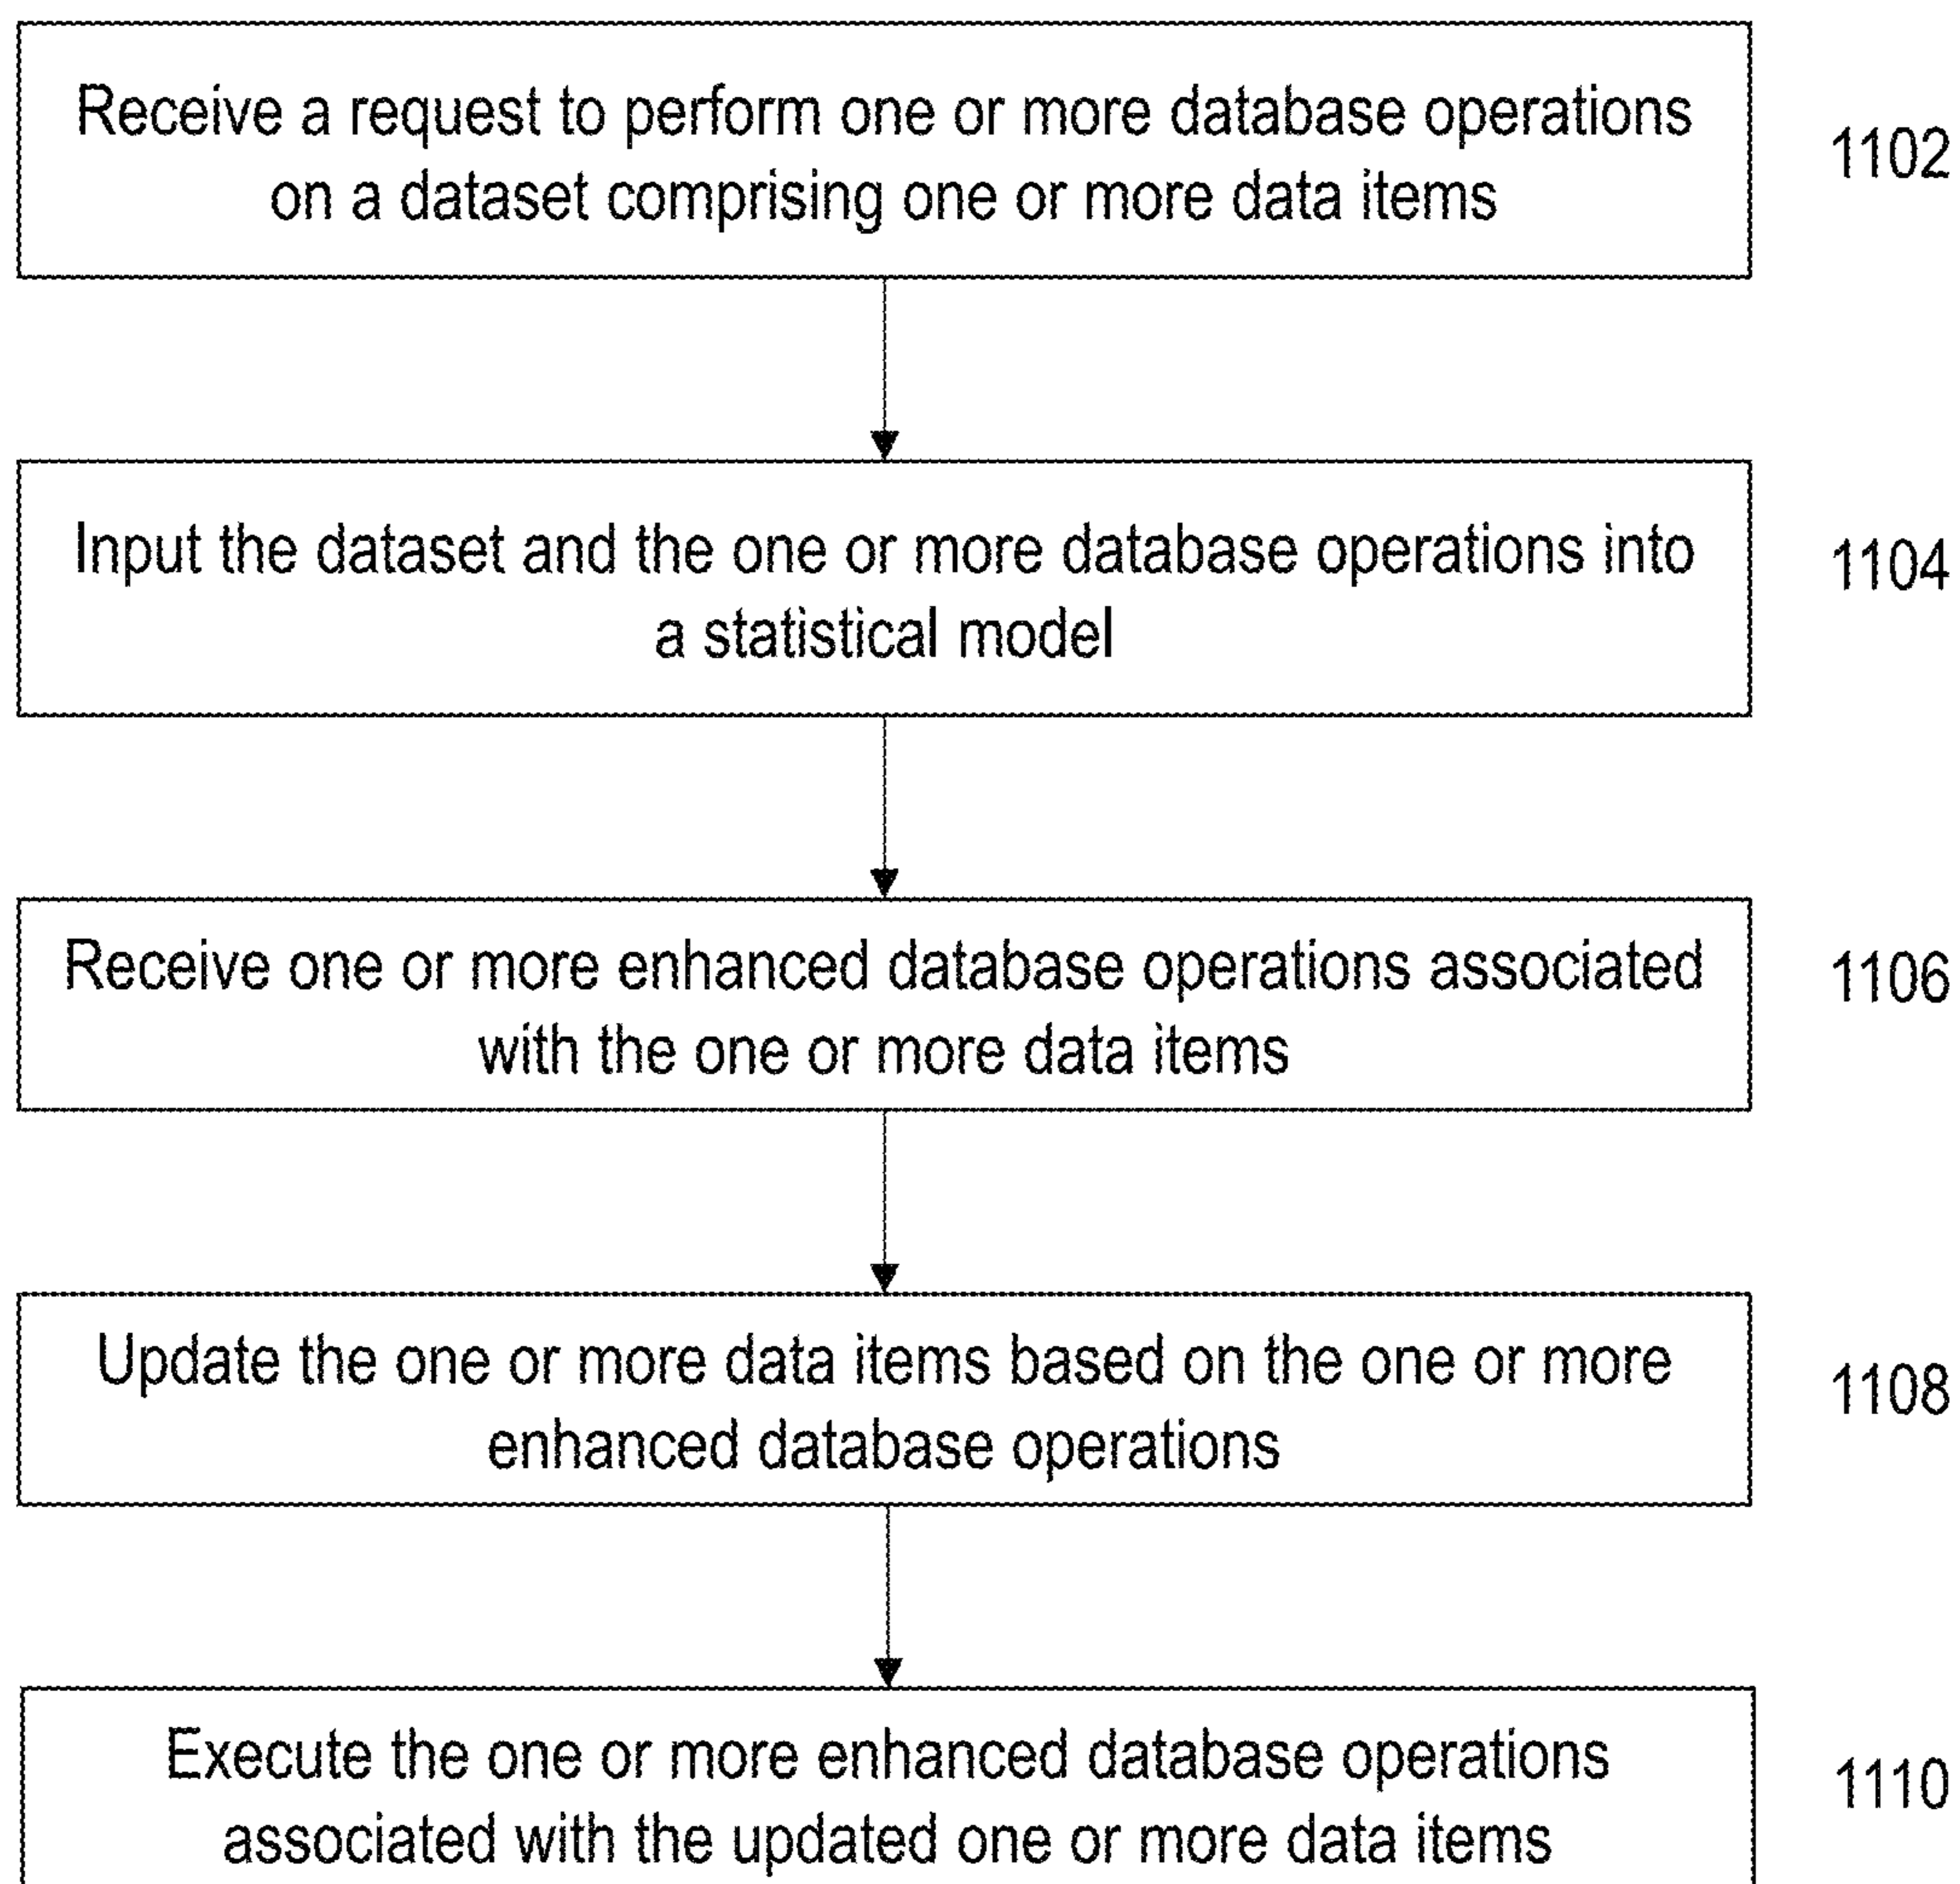 Receive a request to perform one or more database operations
on a dataset comprising one or more data items
1102
Input the dataset and the one or more database operations into
a statistical model
1104
Receive one or more enhanced database operations associated
with the one or more data items
1106
Update the one or more data items based on the one or more
enhanced database operations
1108
Execute the one or more enhanced database operations
associated with the updated one or more data items
1110